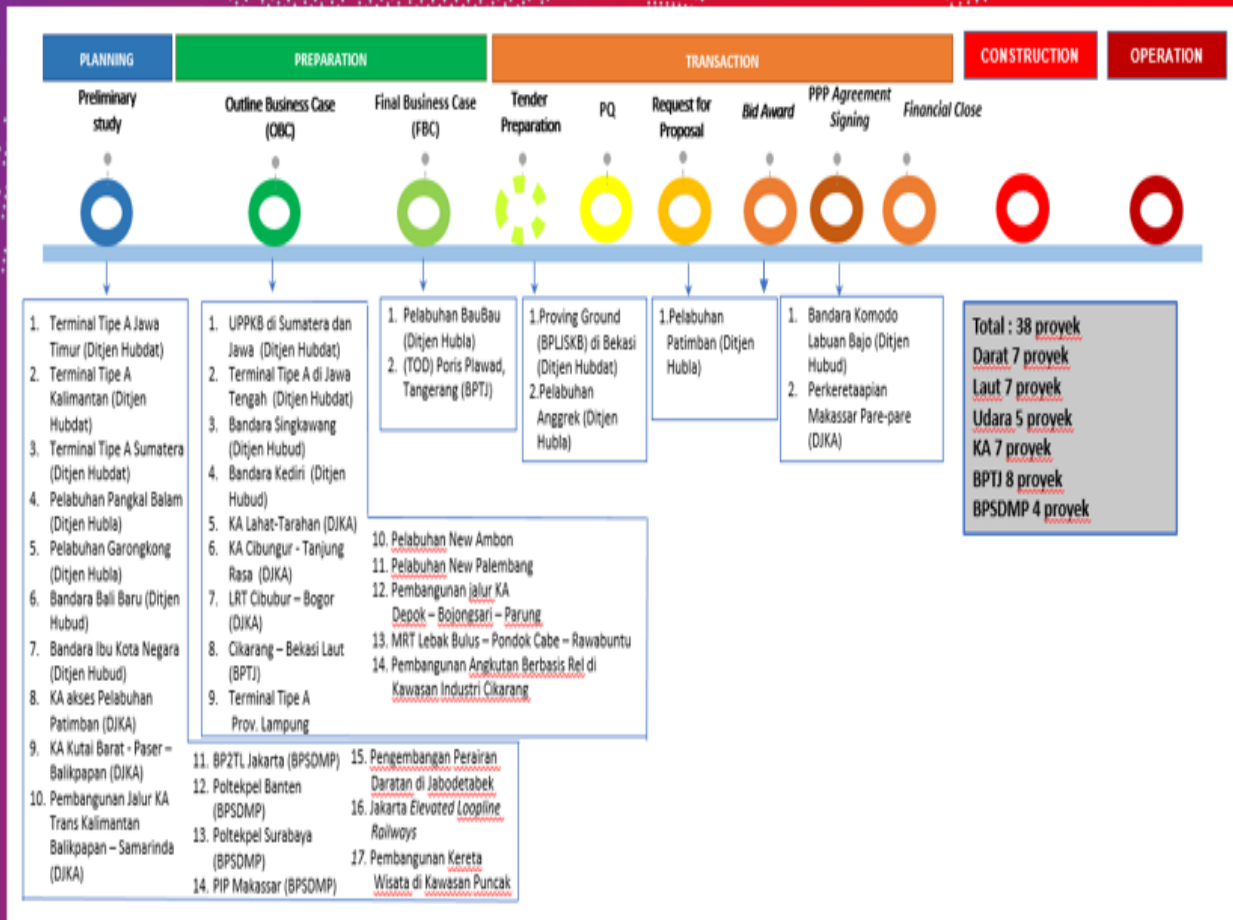 PLANNING
PREPARATION
TRANSACTION
CONSTRUCTION
OPERATION
Preliminary
study
Outline Business Case
(OBC)
Final Business Case
(FBC)
Tender
Preparation
PQ
Request for
Proposal
Bid Award
PPP Agreement
Signing
Financial Close
1. Terminal Tipe A Jawa
Timur (Ditjen Hubdat)
2. Terminal Tipe A
Kalimantan (Ditjen
Hubdat)
3. Terminal Tipe A Sumatera
(Ditjen Hubdat)
4. Pelabuhan Pangkal Balam
(Ditjen Hubla)
5. Pelabuhan Garongkong
(Ditjen Hubla)
6. Bandara Bali Baru (Ditjen
Hubud)
7. Bandara Ibu Kota Negara
(Ditjen Hubud)
8. KA akses Pelabuhan
Patimban (DJKA)
9. KA Kutai Barat - Paser –
Balikpapan (DJKA)
10. Pembangunan Jalur KA
Trans Kalimantan
Balikpapan – Samarinda
(DJKA)
11. BP2TL Jakarta (BPSDMP)
12. Poltekpel Banten
(BPSDMP)
13. Poltekpel Surabaya
(BPSDMP)
14. PIP Makassar (BPSDMP)
15. Pengembangan Perairan
Daratan di Jabodetabek
16. Jakarta Elevated Loopline
Railways
17. Pembangunan Kereta
Wisata di Kawasan Puncak
1. UPPKB di Sumatera dan
Jawa (Ditjen Hubdat)
2. Terminal Tipe A di Jawa
Tengah (Ditjen Hubdat)
3. Bandara Singkawang
(Ditjen Hubud)
4. Bandara Kediri (Ditjen
Hubud)
5. KA Lahat-Tarahan (DJKA)
6. KA Cibungur - Tanjung
Rasa (DJKA)
7. LRT Cibubur – Bogor
(DJKA)
8. Cikarang – Bekasi Laut
(BPTJ)
9. Terminal Tipe A
Prov. Lampung
10. Pelabuhan New Ambon
11. Pelabuhan New Palembang
12. Pembangunan jalur KA
Depok – Bojongsari – Parung
13. MRT Lebak Bulus – Pondok Cabe – Rawabuntu
14. Pembangunan Angkutan Berbasis Rel di
Kawasan Industri Cikarang
1. Pelabuhan BauBau
(Ditjen Hubla)
2. (TOD) Poris Plawad,
Tangerang (BPTJ)
1.Proving Ground
(BPLJSKB) di Bekasi
(Ditjen Hubdat)
2.Pelabuhan
Anggrek (Ditjen
Hubla)
1.Pelabuhan
Patimban (Ditjen
Hubla)
1. Bandara Komodo
Labuan Bajo (Ditjen
Hubud)
2. Perkeretaapian
Makassar Pare-pare
(DJKA)
Total : 38 proyek
Darat 7 proyek
Laut 7 proyek
Udara 5 proyek
KA 7 proyek
BPTJ 8 proyek
BPSDMP 4 proyek